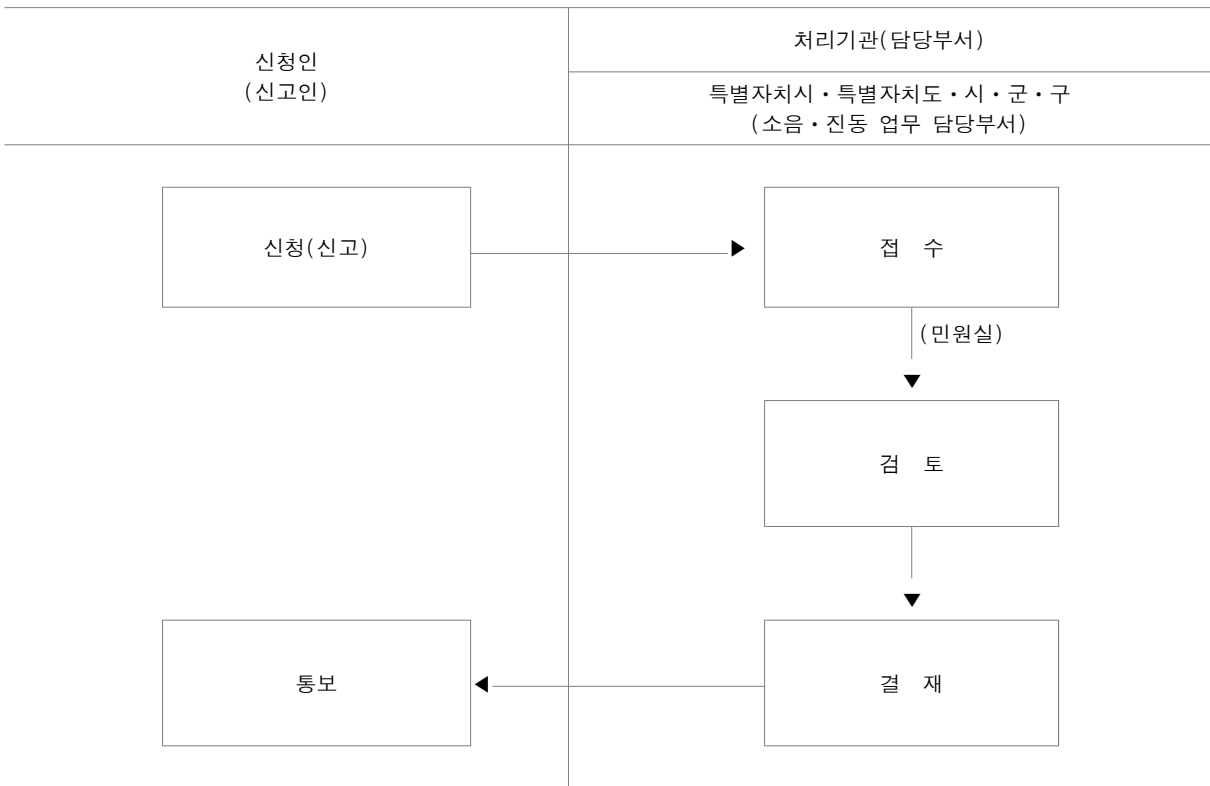 신청인
(신고인)
처리기관(담당부서)
특별자치시・특별자치도・시・군・구
(소음・진동 업무 담당부서)
신청(신고)
접 수
(민원실)
검 토
통보
결 재